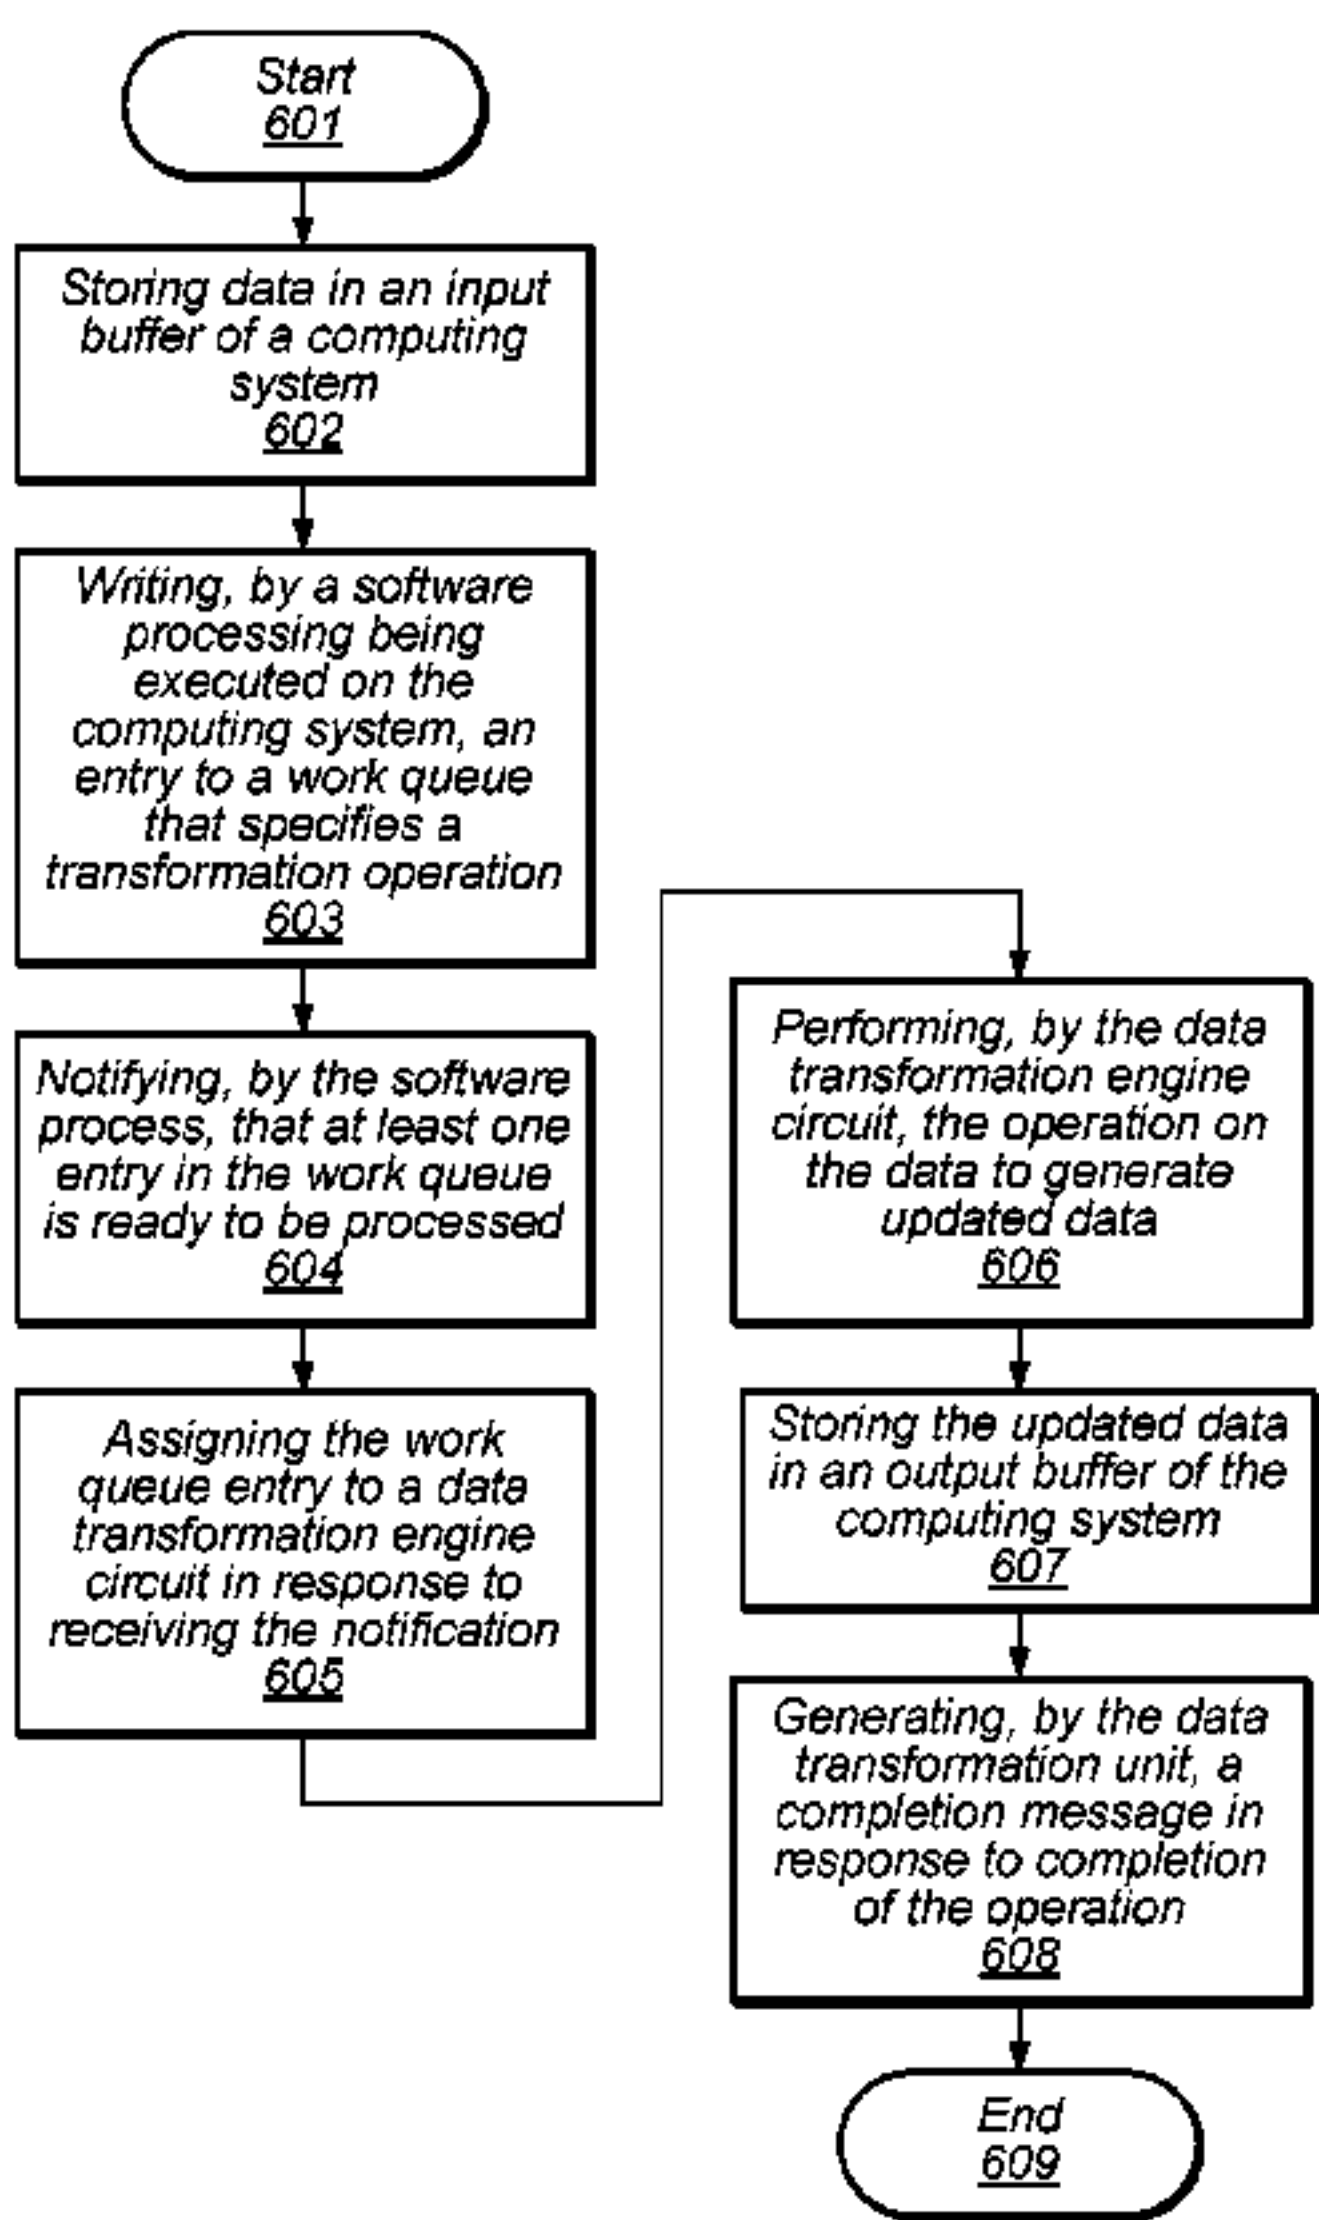 Start
601
Storing data in an input
buffer of a computing
system
602
Writing, by a software
processing being
executed on the
computing system, an
entry to a work queue
that specifies a
transformation operation
603
Notifying, by the software
process, that at least one
entry in the work queue
is ready to be processed
604
Assigning the work
queue entry to a data
transformation engine
circuit in response to
receiving the notification
605
Performing, by the data
transformation engine
circuit, the operation on
the data to generate
updated data
606
Storing the updated data
in an output buffer of the
computing system
607
Generating, by the data
transformation unit, a
completion message in
response to completion
of the operation
608
End
609